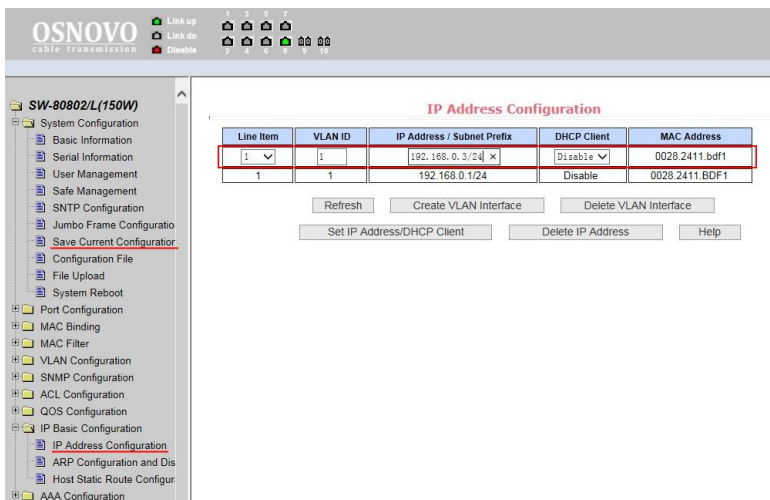 OSNOVO
cable transmission
Link up
Link dn
Disable
1 3 5 7
2 4 6 8 9 10
SW-80802/L(150W)
System Configuration
Basic Information
Serial Information
User Management
Safe Management
SNTP Configuration
Jumbo Frame Configuratio
Save Current Configuration
Configuration File
File Upload
System Reboot
Port Configuration
MAC Binding
MAC Filter
VLAN Configuration
SNMP Configuration
ACL Configuration
QOS Configuration
IP Basic Configuration
IP Address Configuration
ARP Configuration and Dis
Host Static Route Configur
AAA Configuration
IP Address Configuration
Line Item VLAN ID IP Address / Subnet Prefix DHCP Client MAC Address
1 1 192.168.0.3/24 × Disable 0028.2411.bdf1
1 1 192.168.0.1/24 Disable 0028.2411.BDF1
Refresh Create VLAN Interface Delete VLAN Interface
Set IP Address/DHCP Client Delete IP Address Help